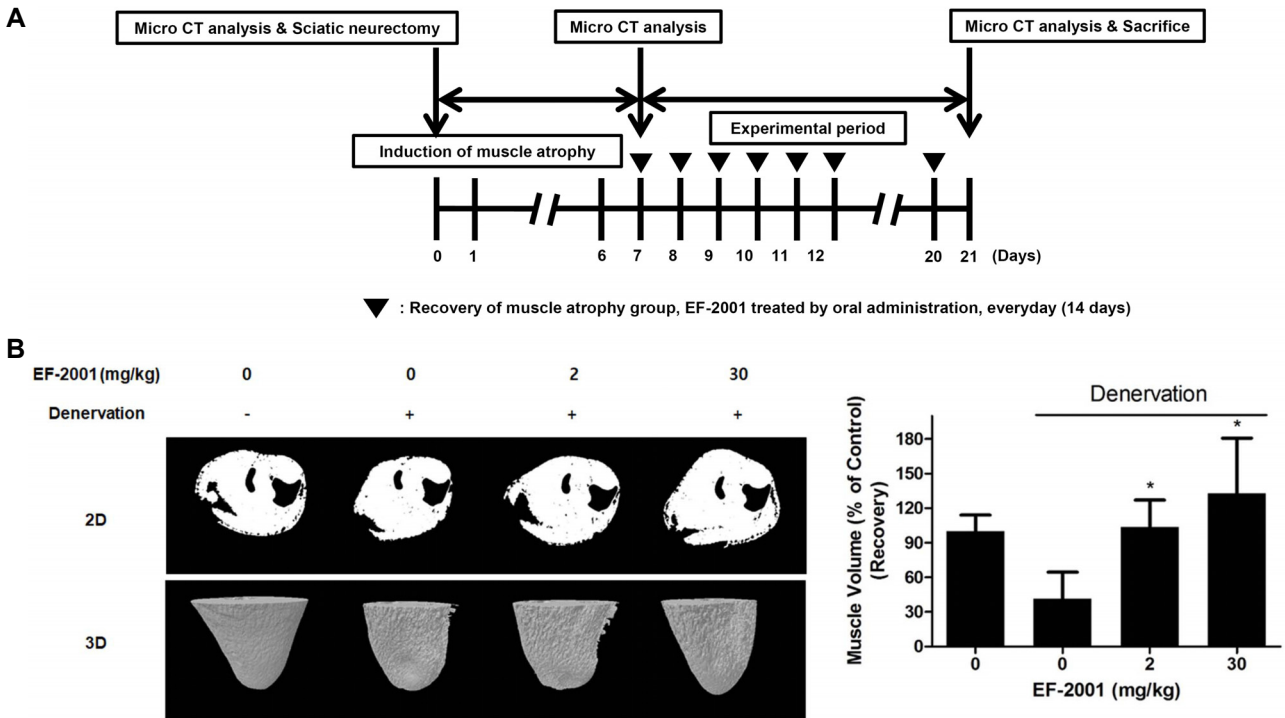 A
Micro CT analysis & Sciatic neurectomy
Micro CT analysis
Micro CT analysis & Sacrifice
Induction of muscle atrophy
Experimental period
0 1 6 7 8 9 10 11 12 20 21 (Days)
: Recovery of muscle atrophy group, EF-2001 treated by oral administration, everyday (14 days)
B
EF-2001(mg/kg) 0 0 2 30
Denervation - + + +
2D
3D
Denervation
Muscle Volume (% of Control)
(Recovery)
180
150
120
90
60
30
0
* *
0 0 2 30
EF-2001 (mg/kg)